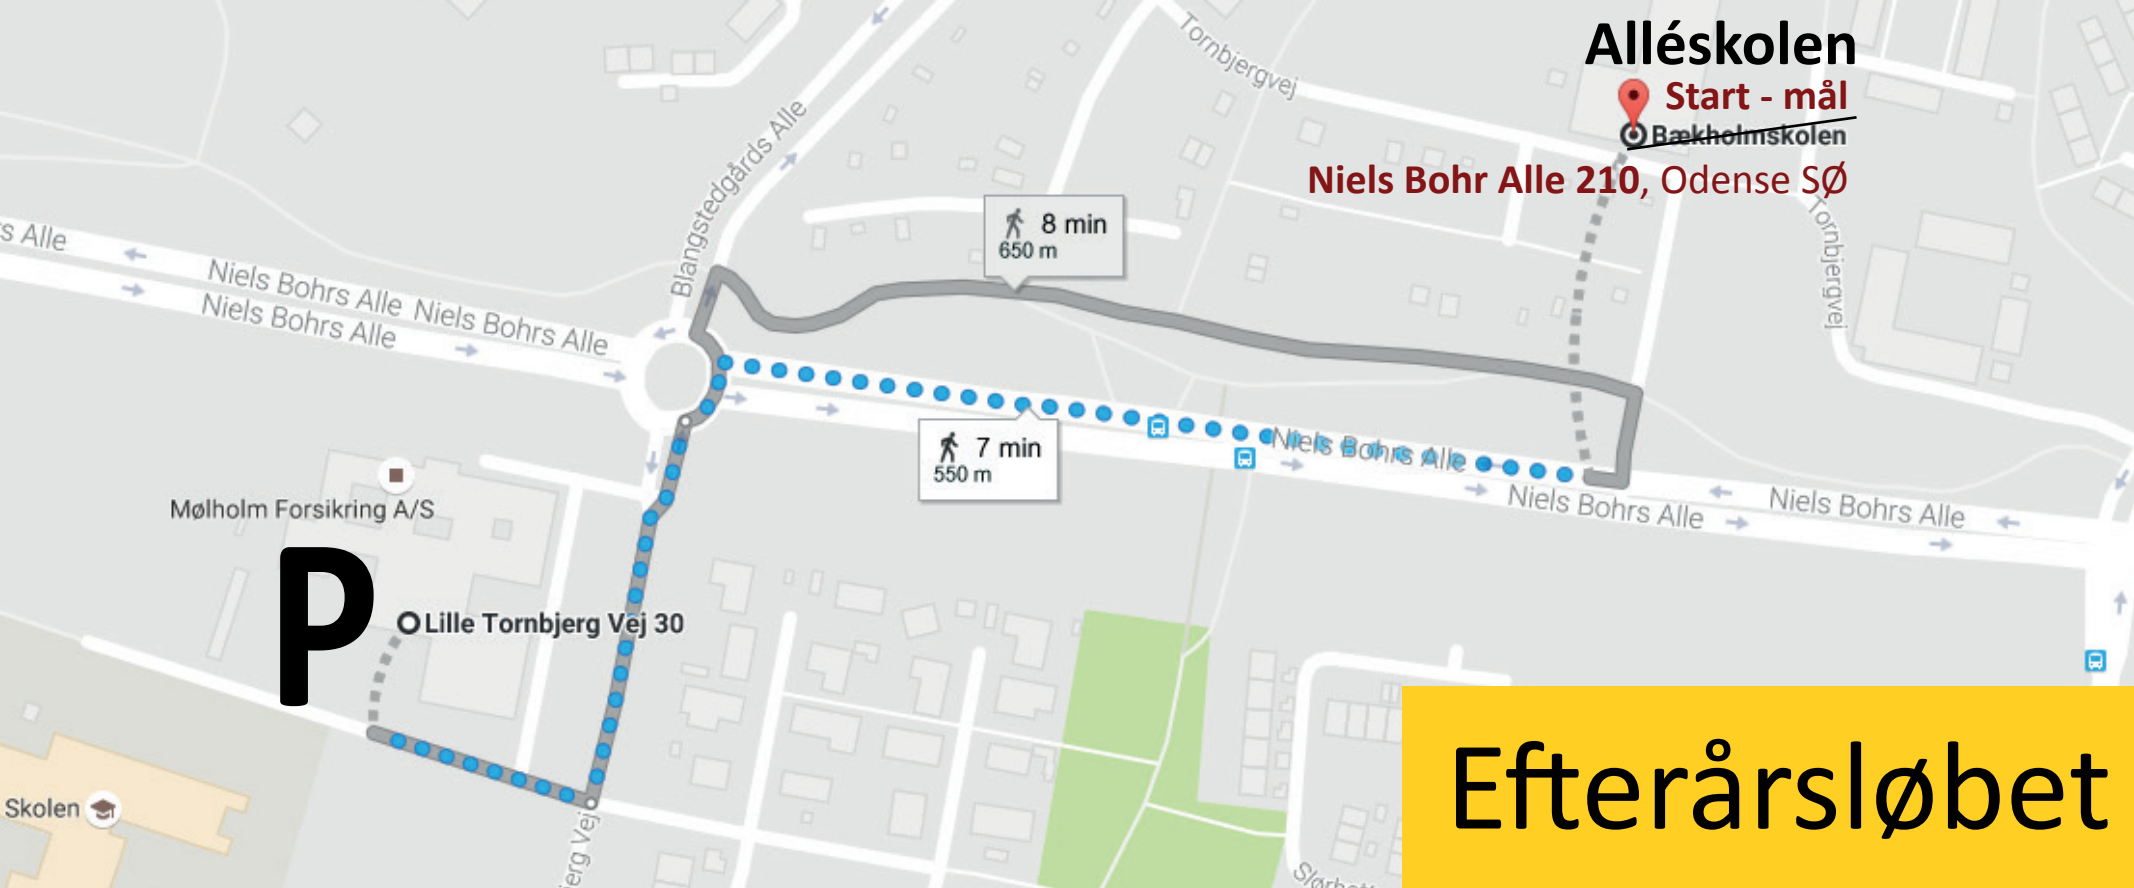 Alléskolen
Start - mål
Bækholmskolen
Niels Bohr Alle 210, Odense SØ
Tornbjergvej
Blangstedgårds Alle
8 min
650 m
Tornbjergvej
s Alle
Niels Bohrs Alle
Niels Bohrs Alle
Niels Bohrs Alle
7 min
550 m
Niels Bohrs Alle
Niels Bohrs Alle
Niels Bohrs Alle
Mølholm Forsikring A/S
P
Lille Tornbjerg Vej 30
Skolen
erg Vej
Efterårsløbet